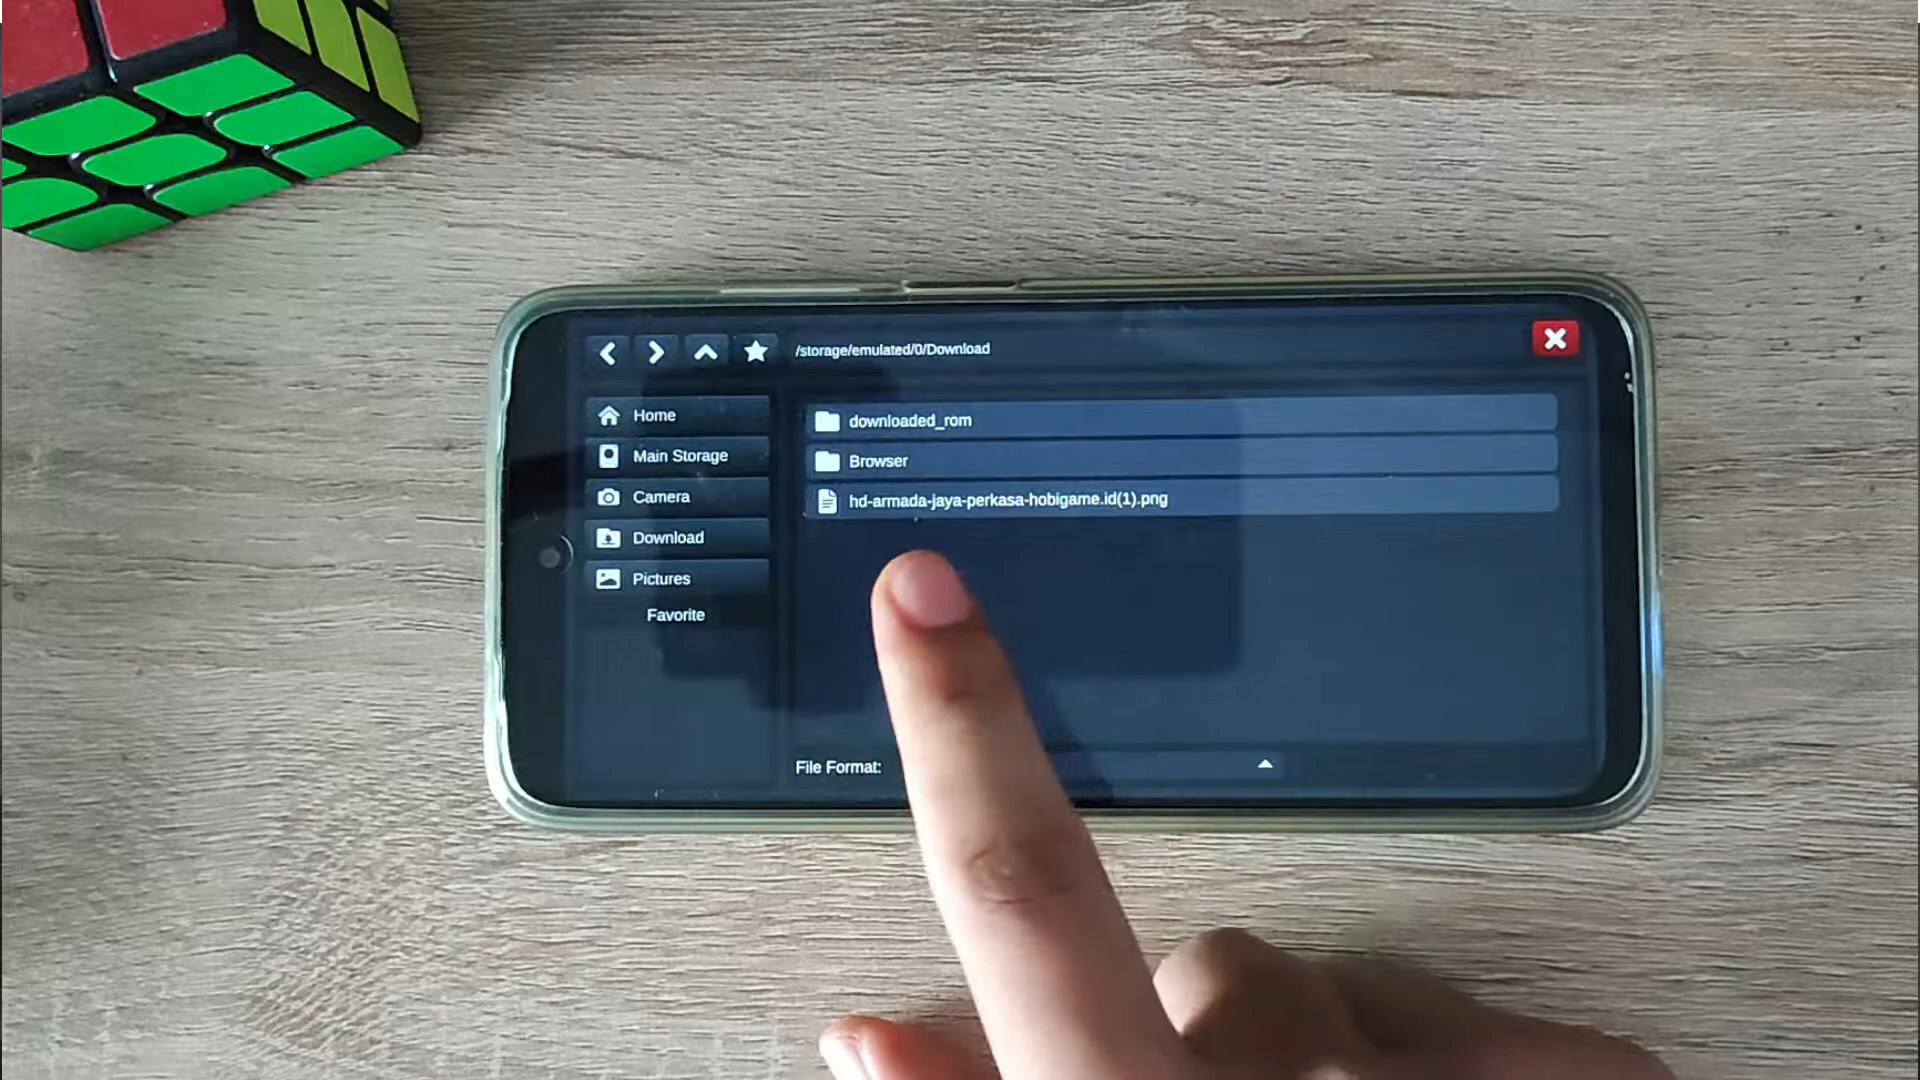 /storage/emulated/0/Download
Home
Main Storage
Camera
Download
Pictures
Favorite
downloaded_rom
Browser
hd-armada-jaya-perkasa-hobigame.id(1).png
File Format: